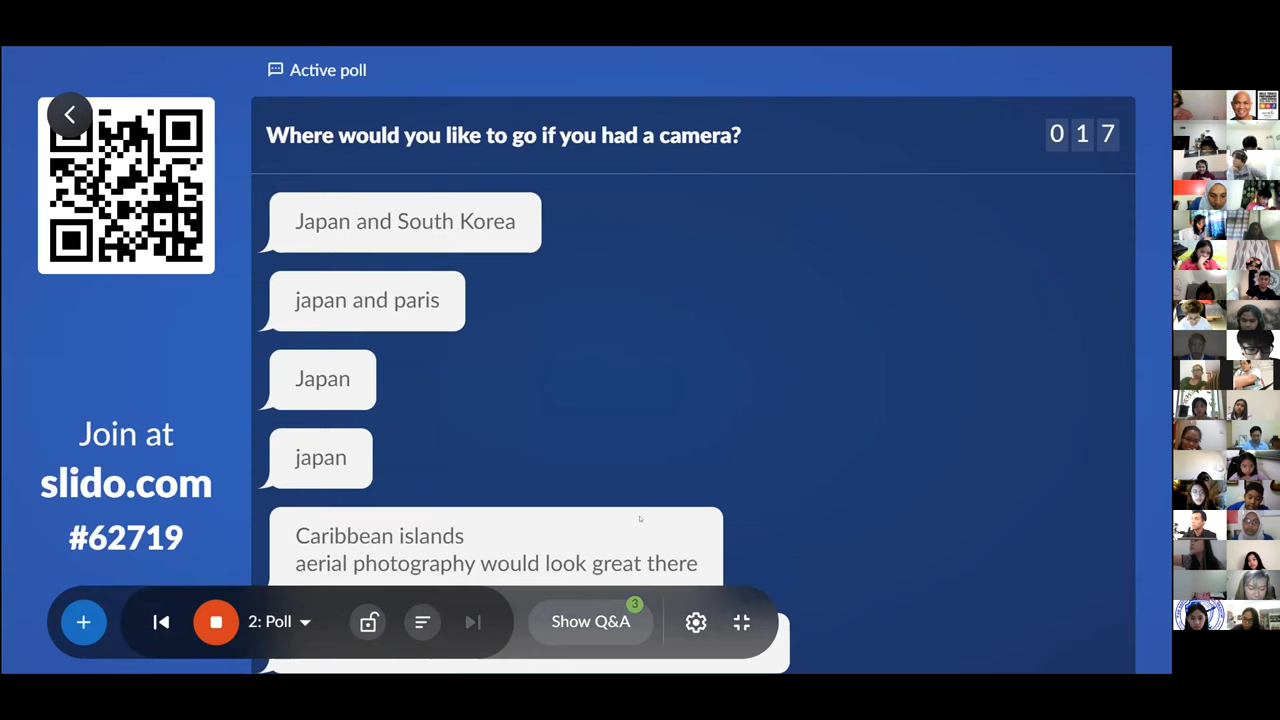 Active poll
Where would you like to go if you had a camera?
0 1 7
Japan and South Korea
japan and paris
Japan
japan
Caribbean islands
aerial photography would look great there
Join at
slido.com
#62719
2: Poll
Show Q&A
3